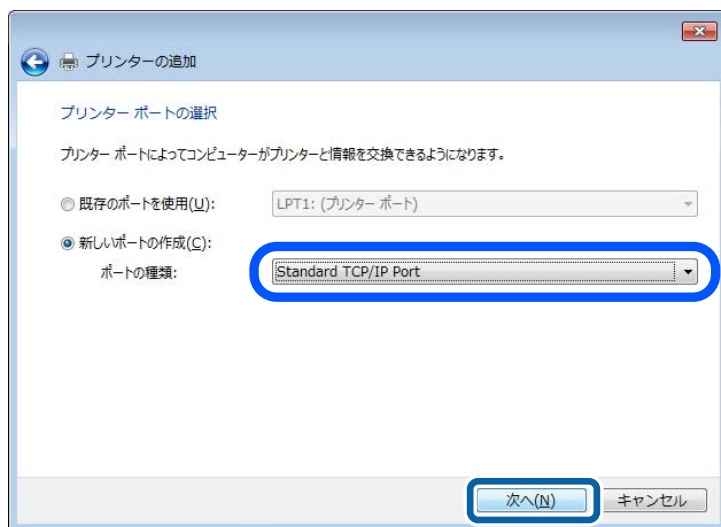 プリンターの追加
プリンター ポートの選択
プリンター ポートによってコンピューターがプリンターと情報を交換できるようになります。
既存のポートを使用(U): LPT1: (プリンター ポート)
新しいポートの作成(C):
ポートの種類: Standard TCP/IP Port
次へ(N) キャンセル